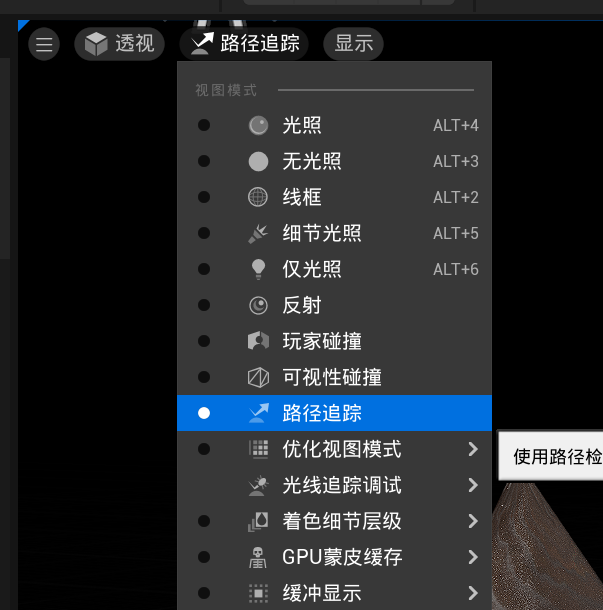 透视 路径追踪 显示
视图模式
光照 ALT+4
无光照 ALT+3
线框 ALT+2
细节光照 ALT+5
仅光照 ALT+6
反射
玩家碰撞
可视性碰撞
路径追踪
优化视图模式
使用路径检
光线追踪调试
着色细节层级
GPU蒙皮缓存
缓冲显示